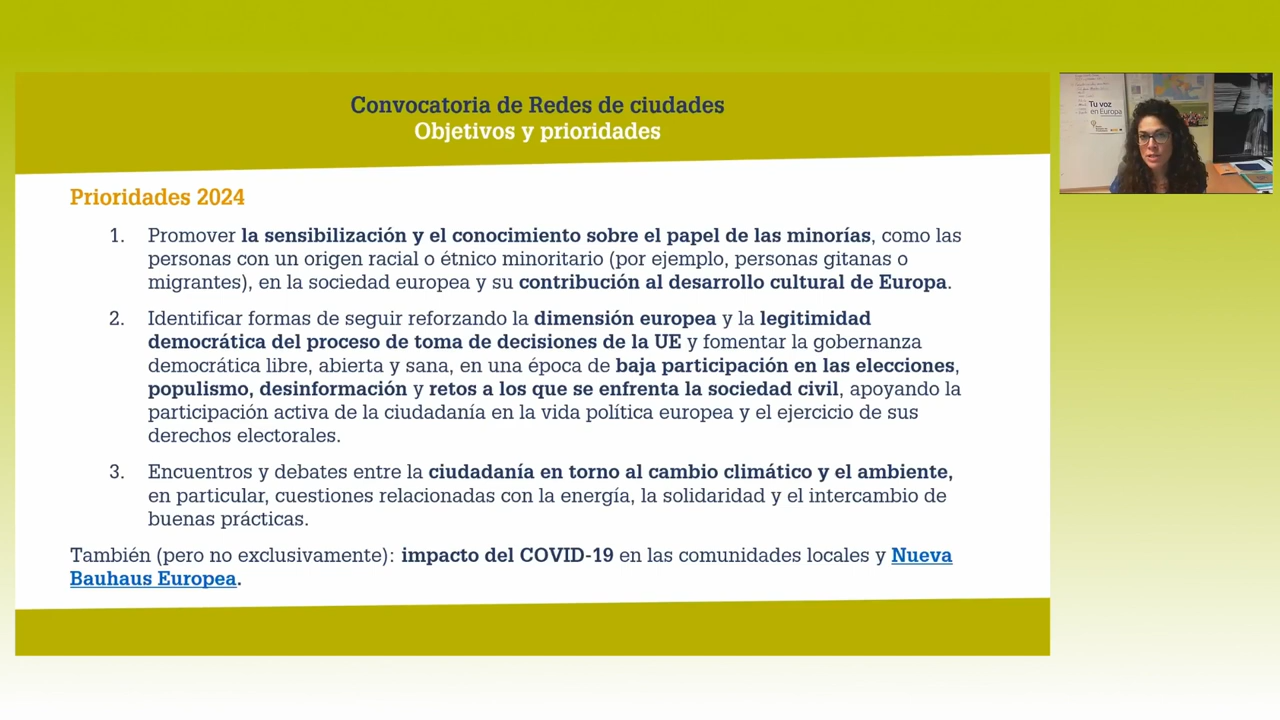 Convocatoria de Redes de ciudades
Objetivos y prioridades
Tu voz
en Europa
Prioridades 2024
1. Promover la sensibilización y el conocimiento sobre el papel de las minorías, como las
personas con un origen racial o étnico minoritario (por ejemplo, personas gitanas o
migrantes), en la sociedad europea y su contribución al desarrollo cultural de Europa.
2. Identificar formas de seguir reforzando la dimensión europea y la legitimidad
democrática del proceso de toma de decisiones de la UE y fomentar la gobernanza
democrática libre, abierta y sana, en una época de baja participación en las elecciones,
populismo, desinformación y retos a los que se enfrenta la sociedad civil, apoyando la
participación activa de la ciudadanía en la vida política europea y el ejercicio de sus
derechos electorales.
3. Encuentros y debates entre la ciudadanía en torno al cambio climático y el ambiente,
en particular, cuestiones relacionadas con la energía, la solidaridad y el intercambio de
buenas prácticas.
También (pero no exclusivamente): impacto del COVID-19 en las comunidades locales y Nueva
Bauhaus Europea.